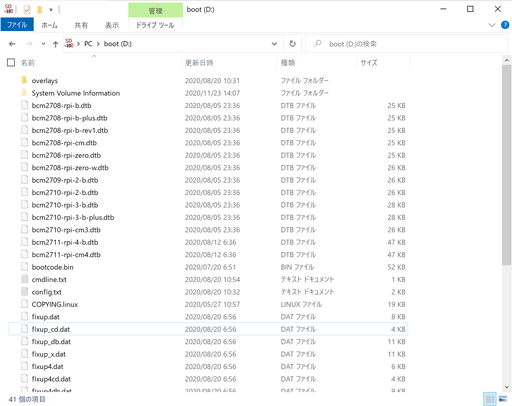 管理
boot (D:)
ファイル ホーム 共有 表示 ドライブ ツール
PC › boot (D:)
boot (D:)の検索
名前 更新日時 種類 サイズ
overlays 2020/08/20 10:31 ファイル フォルダー
System Volume Information 2020/11/23 14:07 ファイル フォルダー
bcm2708-rpi-b.dtb 2020/08/05 23:36 DTB ファイル 25 KB
bcm2708-rpi-b-plus.dtb 2020/08/05 23:36 DTB ファイル 25 KB
bcm2708-rpi-b-rev1.dtb 2020/08/05 23:36 DTB ファイル 25 KB
bcm2708-rpi-cm.dtb 2020/08/05 23:36 DTB ファイル 25 KB
bcm2708-rpi-zero.dtb 2020/08/05 23:36 DTB ファイル 25 KB
bcm2708-rpi-zero-w.dtb 2020/08/05 23:36 DTB ファイル 26 KB
bcm2709-rpi-2-b.dtb 2020/08/05 23:36 DTB ファイル 26 KB
bcm2710-rpi-2-b.dtb 2020/08/05 23:36 DTB ファイル 26 KB
bcm2710-rpi-3-b.dtb 2020/08/05 23:36 DTB ファイル 28 KB
bcm2710-rpi-3-b-plus.dtb 2020/08/05 23:36 DTB ファイル 28 KB
bcm2710-rpi-cm3.dtb 2020/08/05 23:36 DTB ファイル 26 KB
bcm2711-rpi-4-b.dtb 2020/08/12 6:36 DTB ファイル 47 KB
bcm2711-rpi-cm4.dtb 2020/08/12 6:36 DTB ファイル 47 KB
bootcode.bin 2020/07/20 6:51 BIN ファイル 52 KB
cmdline.txt 2020/08/20 10:54 テキスト ドキュメント 1 KB
config.txt 2020/08/20 10:32 テキスト ドキュメント 2 KB
COPYING.linux 2020/05/27 10:57 LINUX ファイル 19 KB
fixup.dat 2020/08/20 6:56 DAT ファイル 8 KB
fixup_cd.dat 2020/08/20 6:56 DAT ファイル 4 KB
fixup_db.dat 2020/08/20 6:56 DAT ファイル 11 KB
fixup_x.dat 2020/08/20 6:56 DAT ファイル 11 KB
fixup4.dat 2020/08/20 6:56 DAT ファイル 6 KB
fixup4cd.dat 2020/08/20 6:56 DAT ファイル 4 KB
fixup4db.dat 2020/08/20 6:56 DAT ファイル 9 KB
41 個の項目